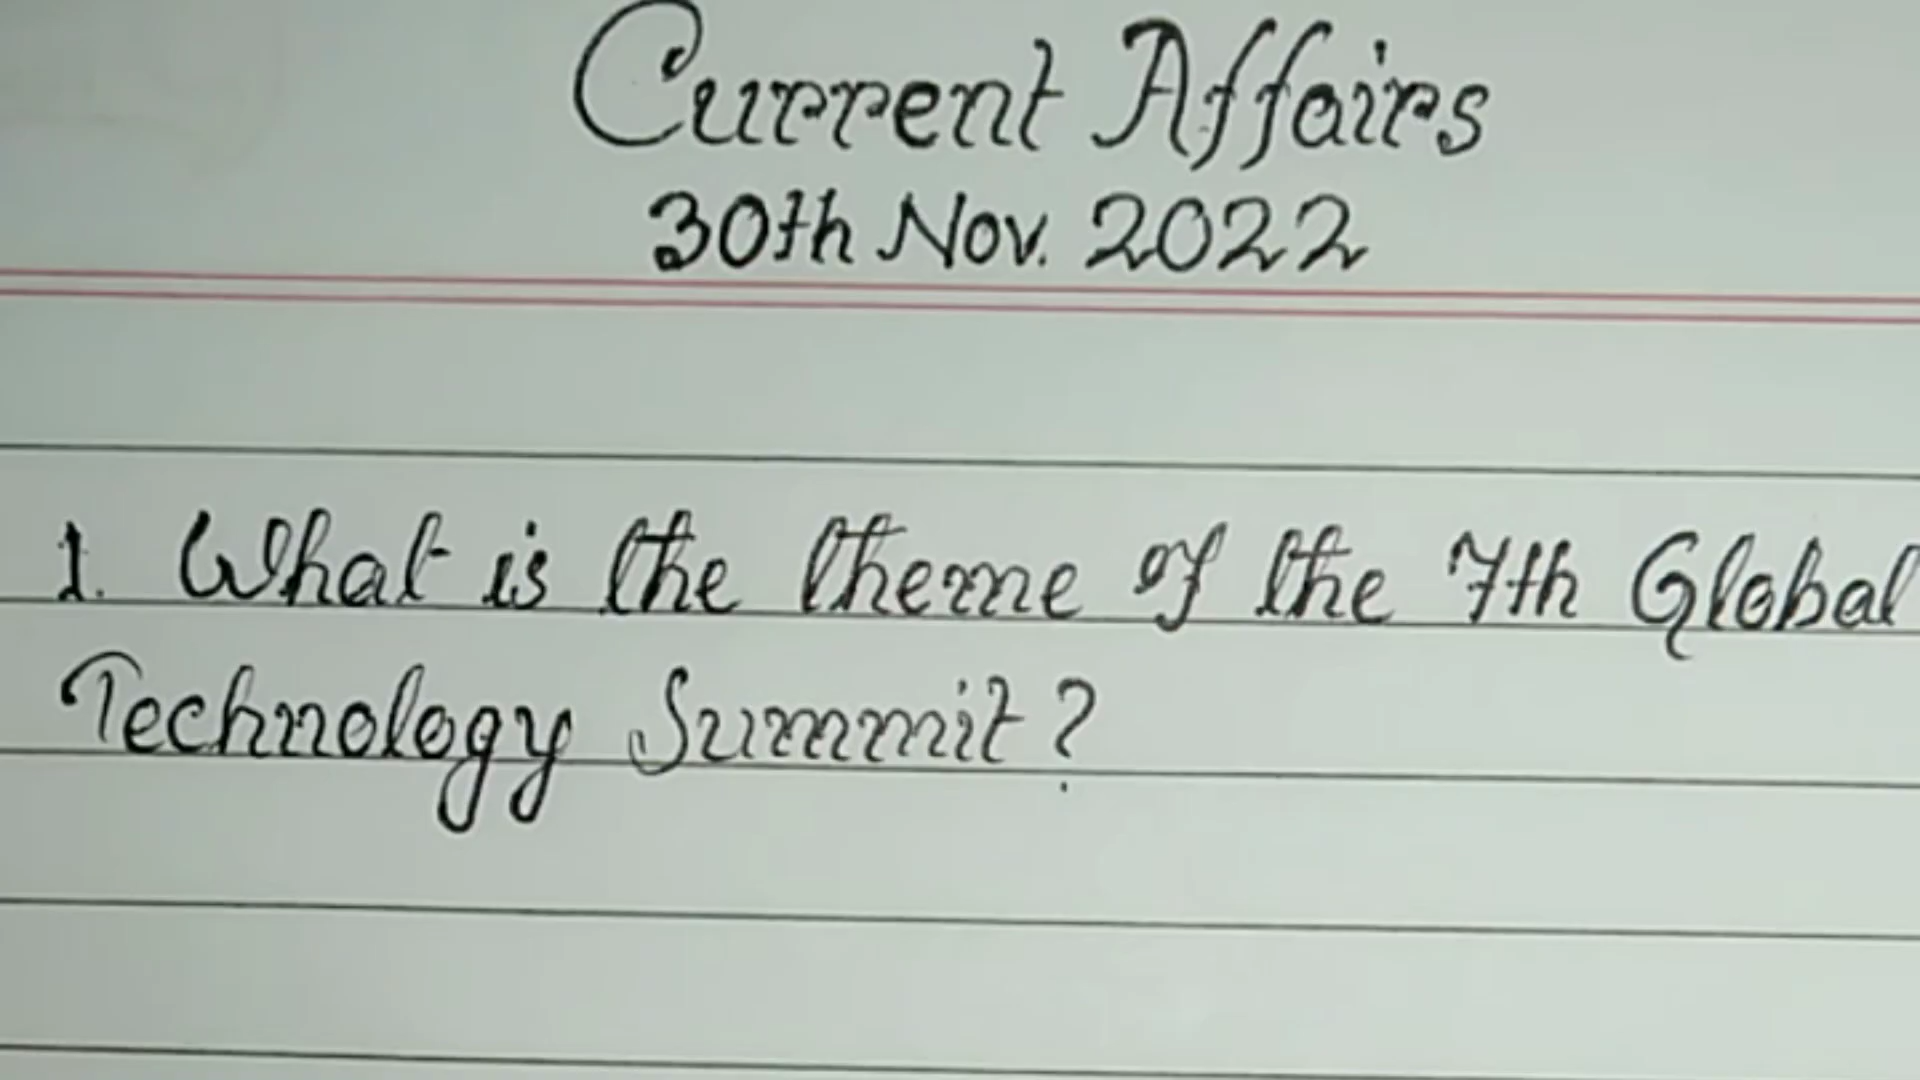 Current Affairs
30th Nov. 2022
1. What is the theme of the 7th Global
Technology Summit?